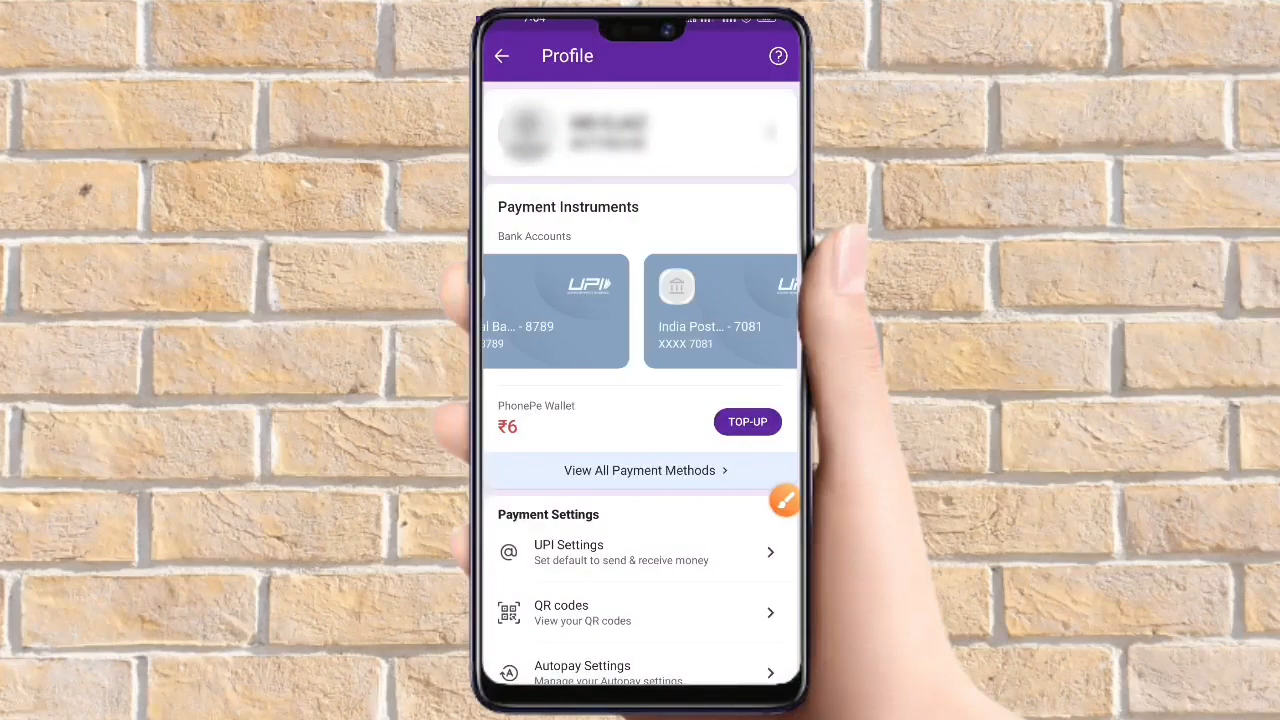 Profile
Payment Instruments
Bank Accounts
UPI
al Ba... - 8789
8789
India Post... - 7081
XXXX 7081
PhonePe Wallet
₹6
TOP-UP
View All Payment Methods
Payment Settings
UPI Settings
Set default to send & receive money
QR codes
View your QR codes
Autopay Settings
Manage your Autopay settings